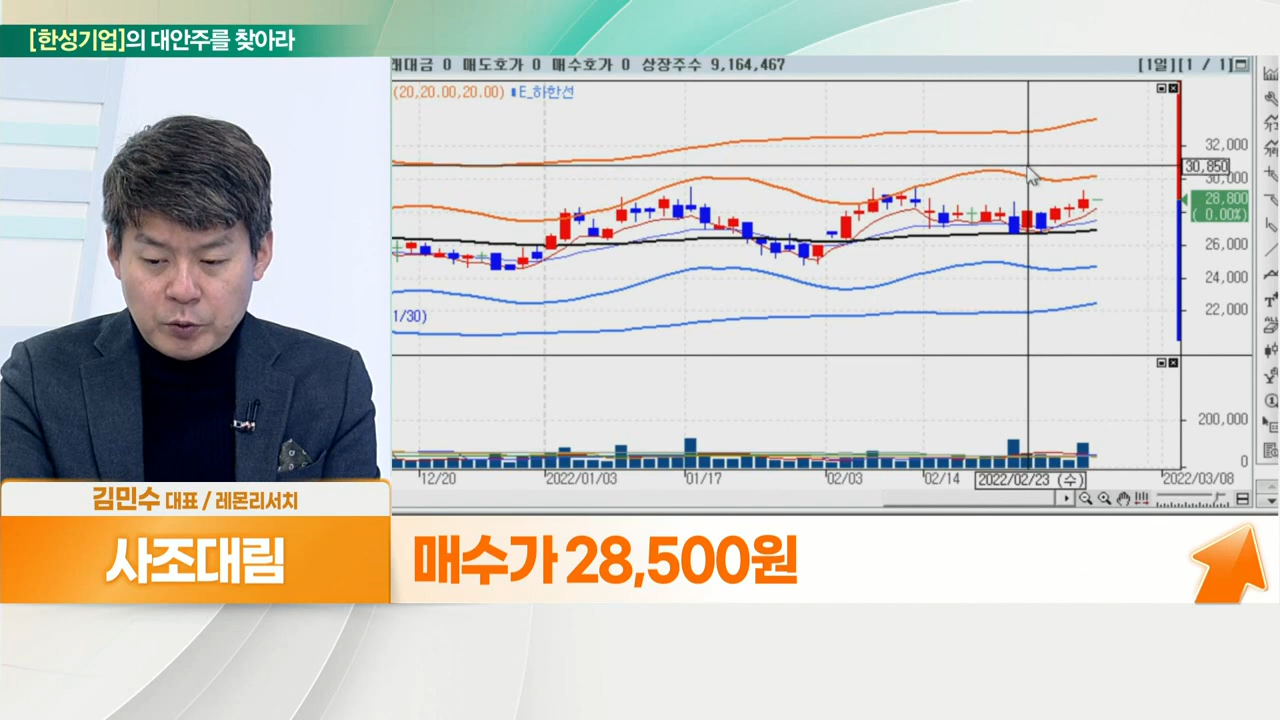 [한성기업]의 대안주를 찾아라
래대금 0 매도호가 0 매수호가 0 상장주수 9,164,467
[1일][1 / 1]
(20,20.00,20.00) E_하한선
32,000
30,850
30,000
28,800
( 0.00%)
26,000
24,000
22,000
1/30)
200,000
0
12/20
2022/01/03
01/17
02/03
02/14
2022/02/23 (수)
2022/03/08
김민수 대표 / 레몬리서치
사조대림
매수가 28,500원